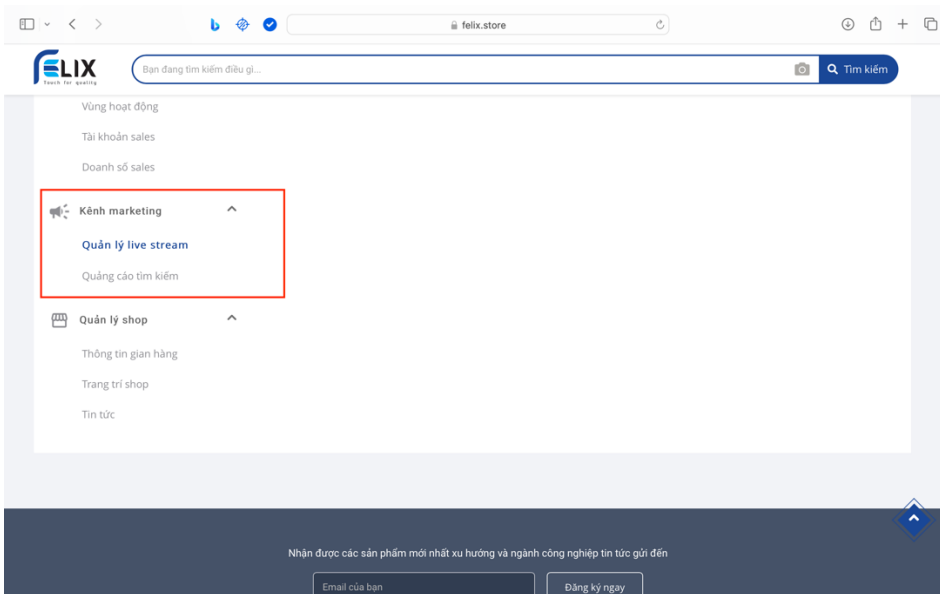 felix.store
FELIX
Touch for quality
Bạn đang tìm kiếm điều gì...
Tìm kiếm
Vùng hoạt động
Tài khoản sales
Doanh số sales
Kênh marketing
Quản lý live stream
Quảng cáo tìm kiếm
Quản lý shop
Thông tin gian hàng
Trang trí shop
Tin tức
Nhận được các sản phẩm mới nhất xu hướng và ngành công nghiệp tin tức gửi đến
Email của bạn
Đăng ký ngay